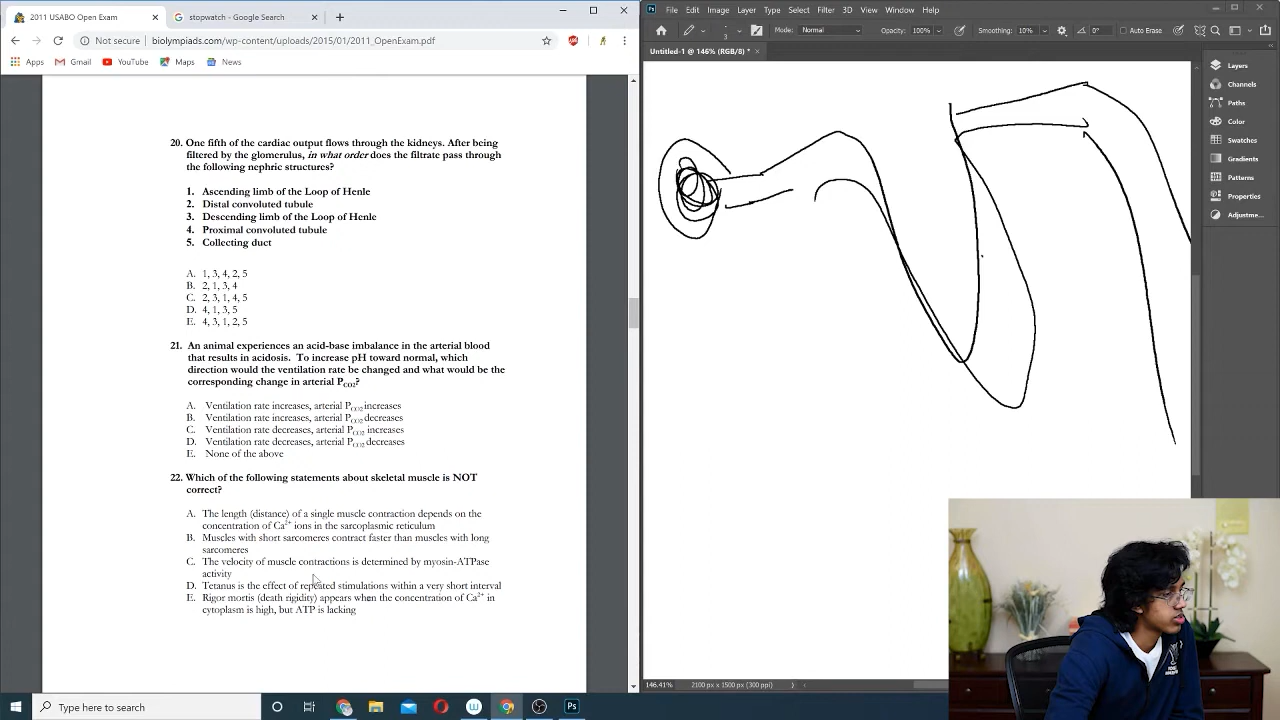 2011 USABO Open Exam
stopwatch - Google Search
Not secure
biolympiads.com/wp-content/uploads/2015/01/2011_OpenExam.pdf
Apps
Gmail
YouTube
Maps
News
20. One fifth of the cardiac output flows through the kidneys. After being
filtered by the glomerulus, in what order does the filtrate pass through
the following nephric structures?
1. Ascending limb of the Loop of Henle
2. Distal convoluted tubule
3. Descending limb of the Loop of Henle
4. Proximal convoluted tubule
5. Collecting duct
A. 1, 3, 4, 2, 5
B. 2, 1, 3, 4
C. 2, 3, 1, 4, 5
D. 4, 1, 3, 5
E. 4, 3, 1, 2, 5
21. An animal experiences an acid-base imbalance in the arterial blood
that results in acidosis. To increase pH toward normal, which
direction would the ventilation rate be changed and what would be the
corresponding change in arterial PCO2?
A. Ventilation rate increases, arterial PCO2 increases
B. Ventilation rate increases, arterial PCO2 decreases
C. Ventilation rate decreases, arterial PCO2 increases
D. Ventilation rate decreases, arterial PCO2 decreases
E. None of the above
22. Which of the following statements about skeletal muscle is NOT
correct?
A. The length (distance) of a single muscle contraction depends on the
concentration of Ca2+ ions in the sarcoplasmic reticulum
B. Muscles with short sarcomeres contract faster than muscles with long
sarcomeres
C. The velocity of muscle contractions is determined by myosin-ATPase
activity
D. Tetanus is the effect of repeated stimulations within a very short interval
E. Rigor mortis (death rigidity) appears when the concentration of Ca2+ in
cytoplasm is high, but ATP is lacking
Type here to search
Ps
File Edit Image Layer Type Select Filter 3D View Window Help
3
Mode: Normal
Opacity: 100%
Smoothing: 10%
0°
Auto Erase
Untitled-1 @ 146% (RGB/8) *
Layers
Channels
Paths
Color
Swatches
Gradients
Patterns
Properties
Adjustme...
146.41%
2100 px x 1500 px (300 ppi)
Ps